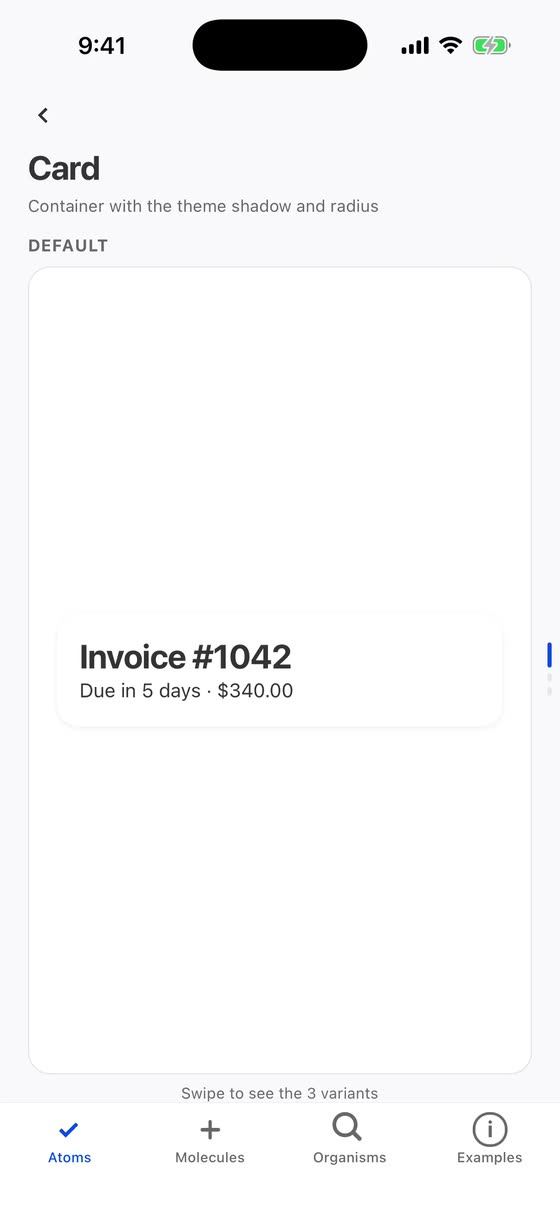 9:41
Card
Container with the theme shadow and radius
DEFAULT
Invoice #1042
Due in 5 days · $340.00
Swipe to see the 3 variants
Atoms
Molecules
Organisms
Examples